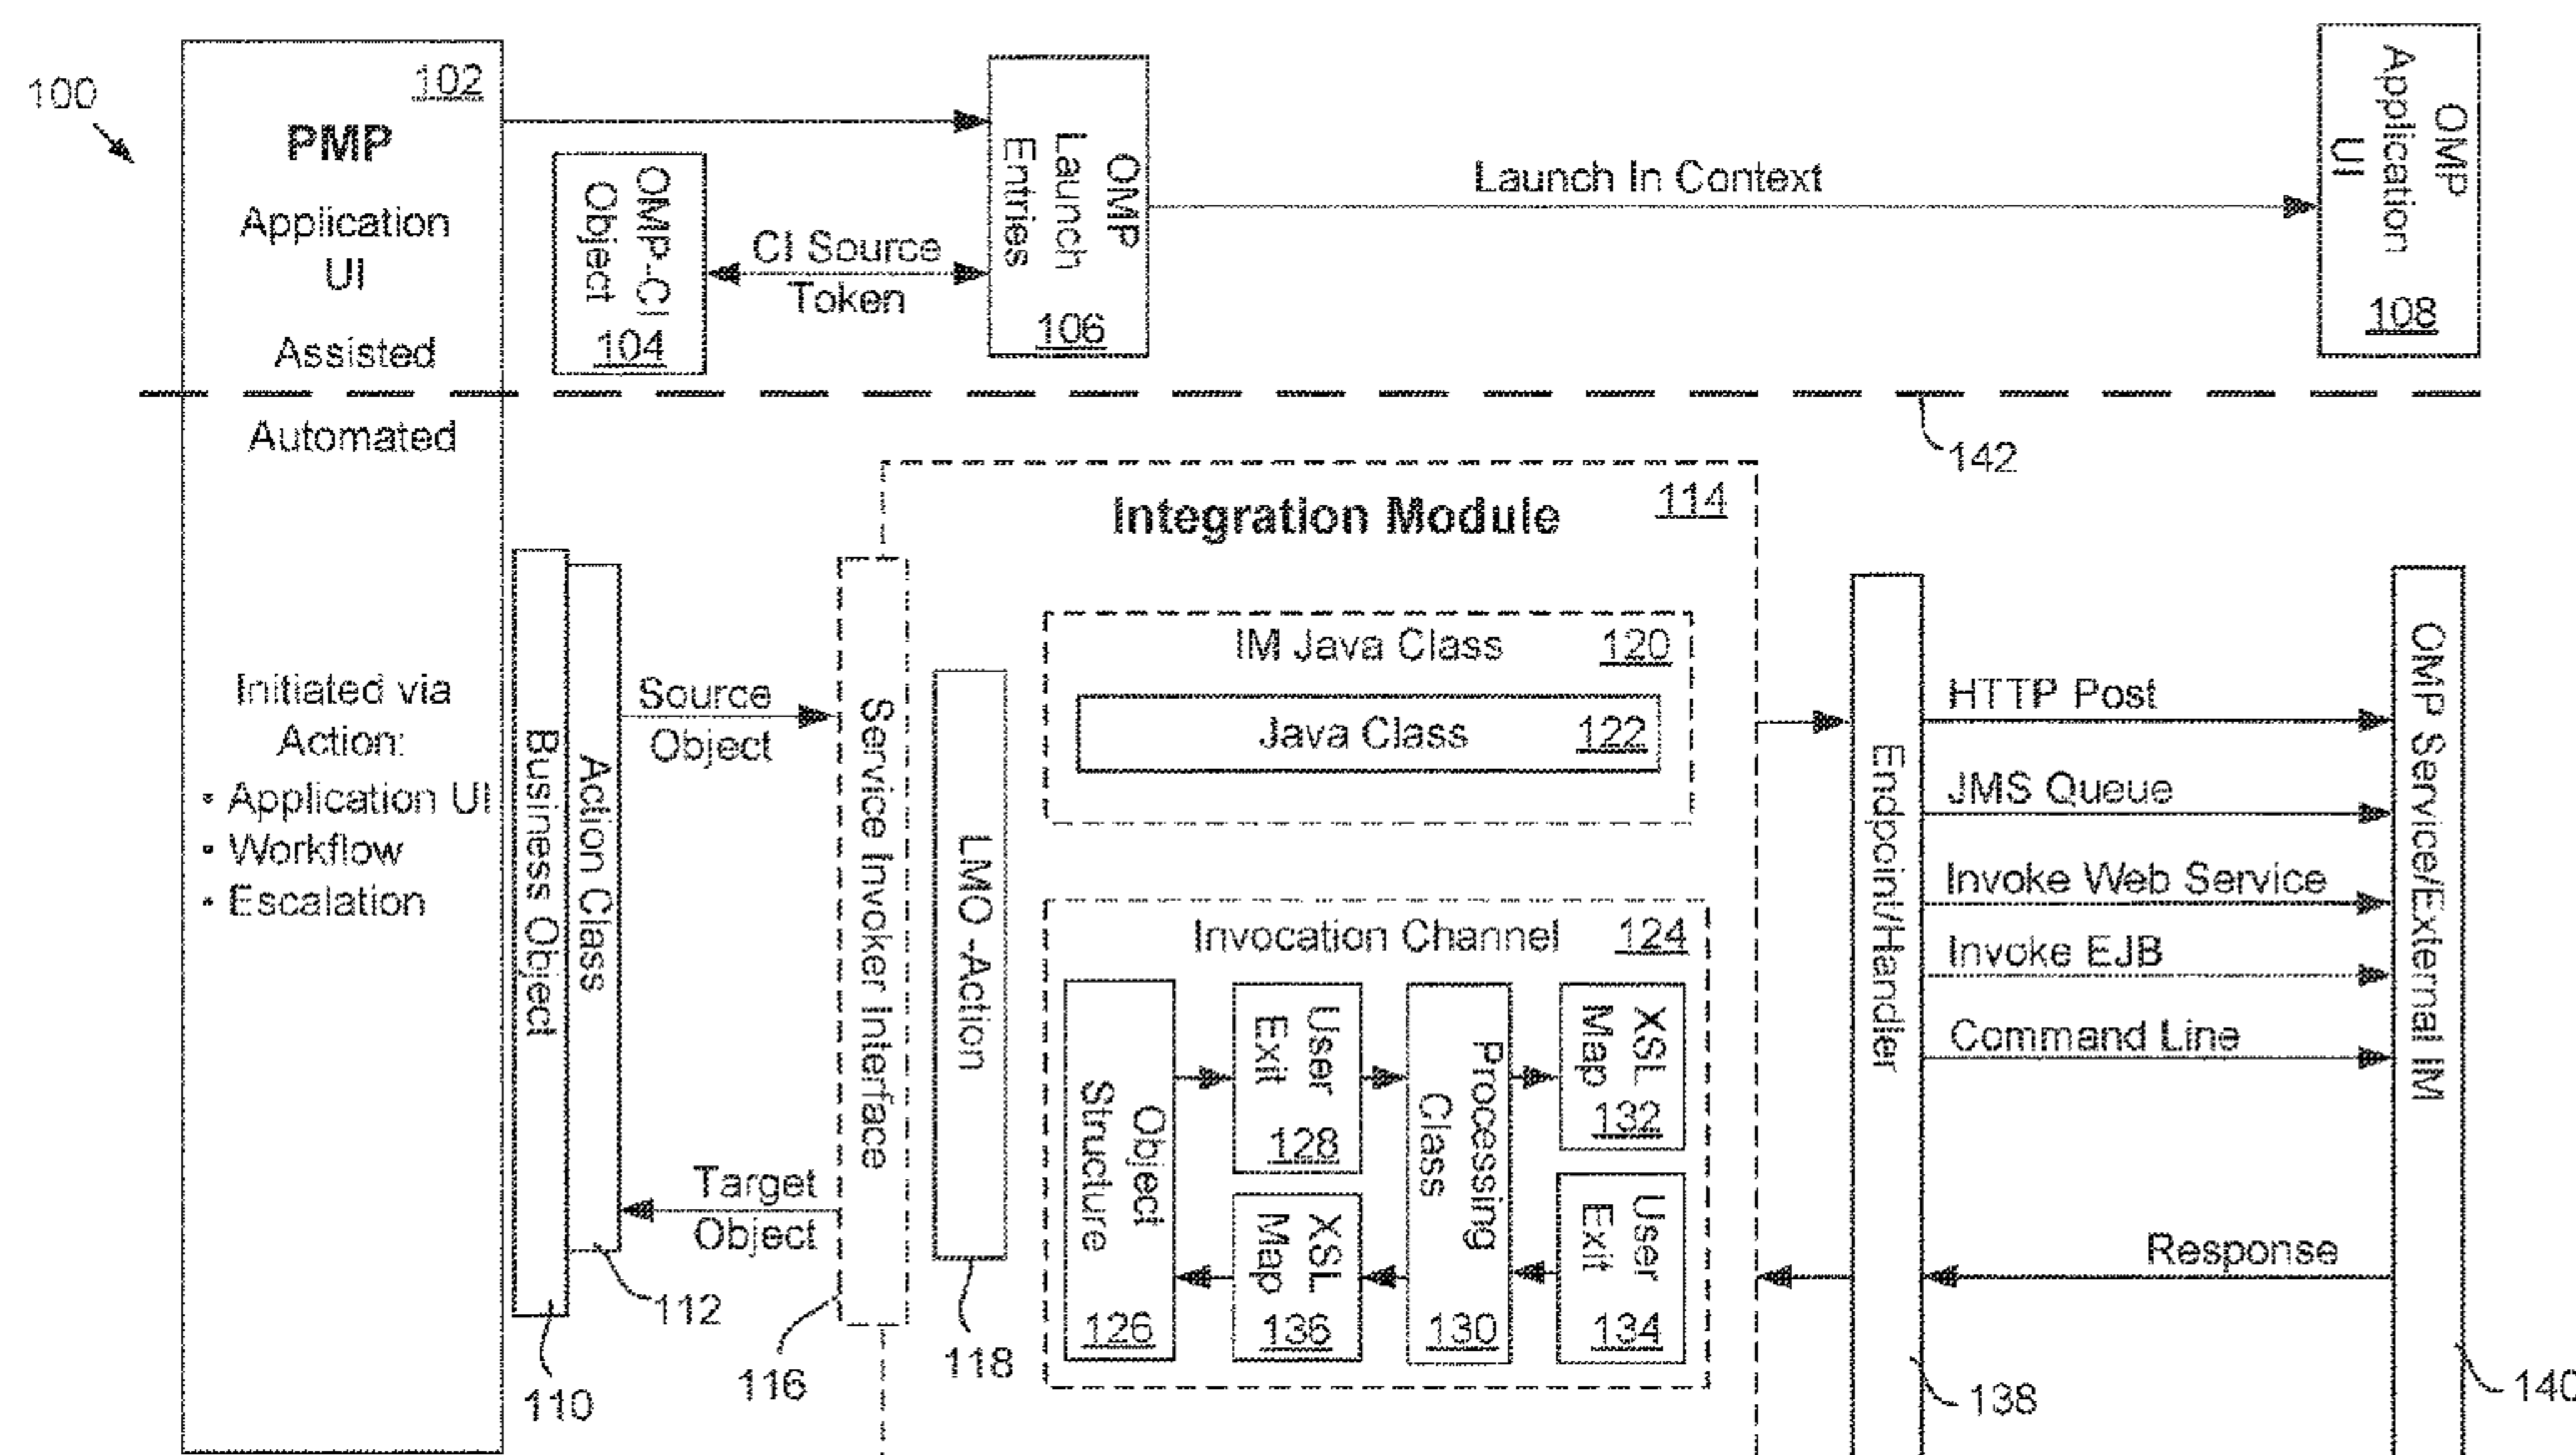 100
102
PMP
Application
UI
Assisted
OMP-CI
Object
104
CI Source
Token
OMP
Launch
Entries
106
Launch In Context
OMP
Application
UI
108
Automated
142
Initiated via
Action:
• Application UI
• Workflow
• Escalation
Business Object
Action Class
Source
Object
Target
Object
110
112
116
Service Invoker Interface
Integration Module
114
LMO -Action
118
IM Java Class
120
Java Class
122
Invocation Channel
124
Object
Structure
126
User
Exit
128
Processing
Class
130
XSL
Map
132
User
Exit
134
XSL
Map
136
Endpoint/Handler
138
HTTP Post
JMS Queue
Invoke Web Service
Invoke EJB
Command Line
Response
OMP Service/External IM
140